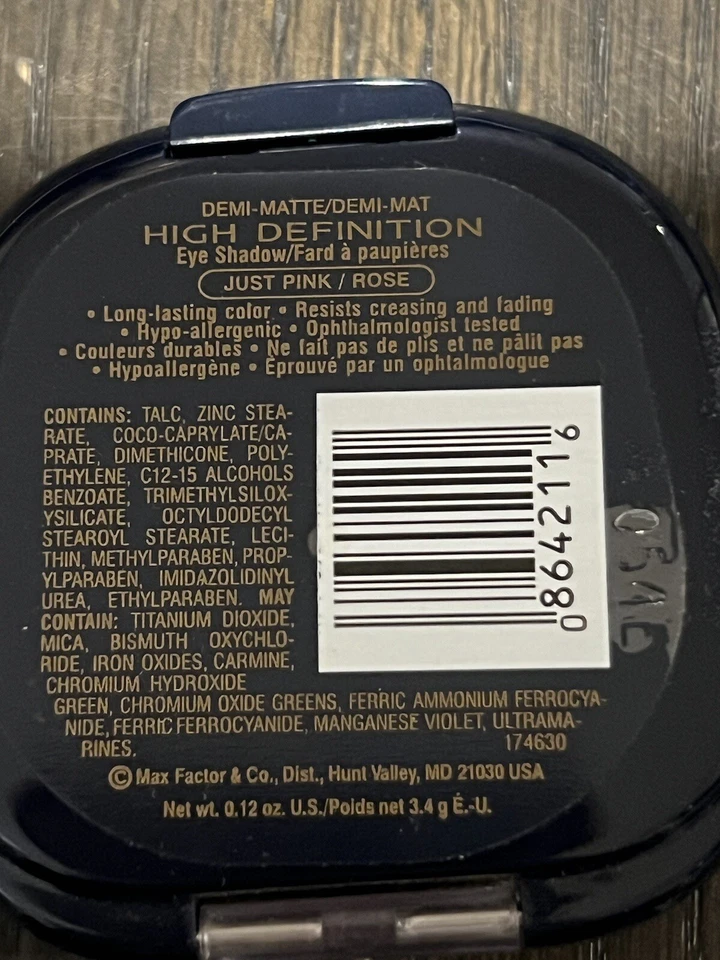 DEMI-MATTE/DEMI-MAT
HIGH DEFINITION
Eye Shadow/Fard à paupières
JUST PINK / ROSE
• Long-lasting color • Resists creasing and fading
• Hypo-allergenic • Ophthalmologist tested
• Couleurs durables • Ne fait pas de plis et ne pâlit pas
• Hypoallergène • Éprouvé par un ophtalmologue
CONTAINS: TALC, ZINC STEA-
RATE, COCO-CAPRYLATE/CA-
PRATE, DIMETHICONE, POLY-
ETHYLENE, C12-15 ALCOHOLS
BENZOATE, TRIMETHYLSILOX-
YSILICATE, OCTYLDODECYL
STEAROYL STEARATE, LECI-
THIN, METHYLPARABEN, PROP-
YLPARABEN, IMIDAZOLIDINYL
UREA, ETHYLPARABEN. MAY
CONTAIN: TITANIUM DIOXIDE,
MICA, BISMUTH OXYCHLO-
RIDE, IRON OXIDES, CARMINE,
CHROMIUM HYDROXIDE
GREEN, CHROMIUM OXIDE GREENS, FERRIC AMMONIUM FERROCYA-
NIDE, FERRIC FERROCYANIDE, MANGANESE VIOLET, ULTRAMA-
RINES. 174630
© Max Factor & Co., Dist., Hunt Valley, MD 21030 USA
Net wt. 0.12 oz. U.S./Poids net 3.4 g É.-U.
08642116